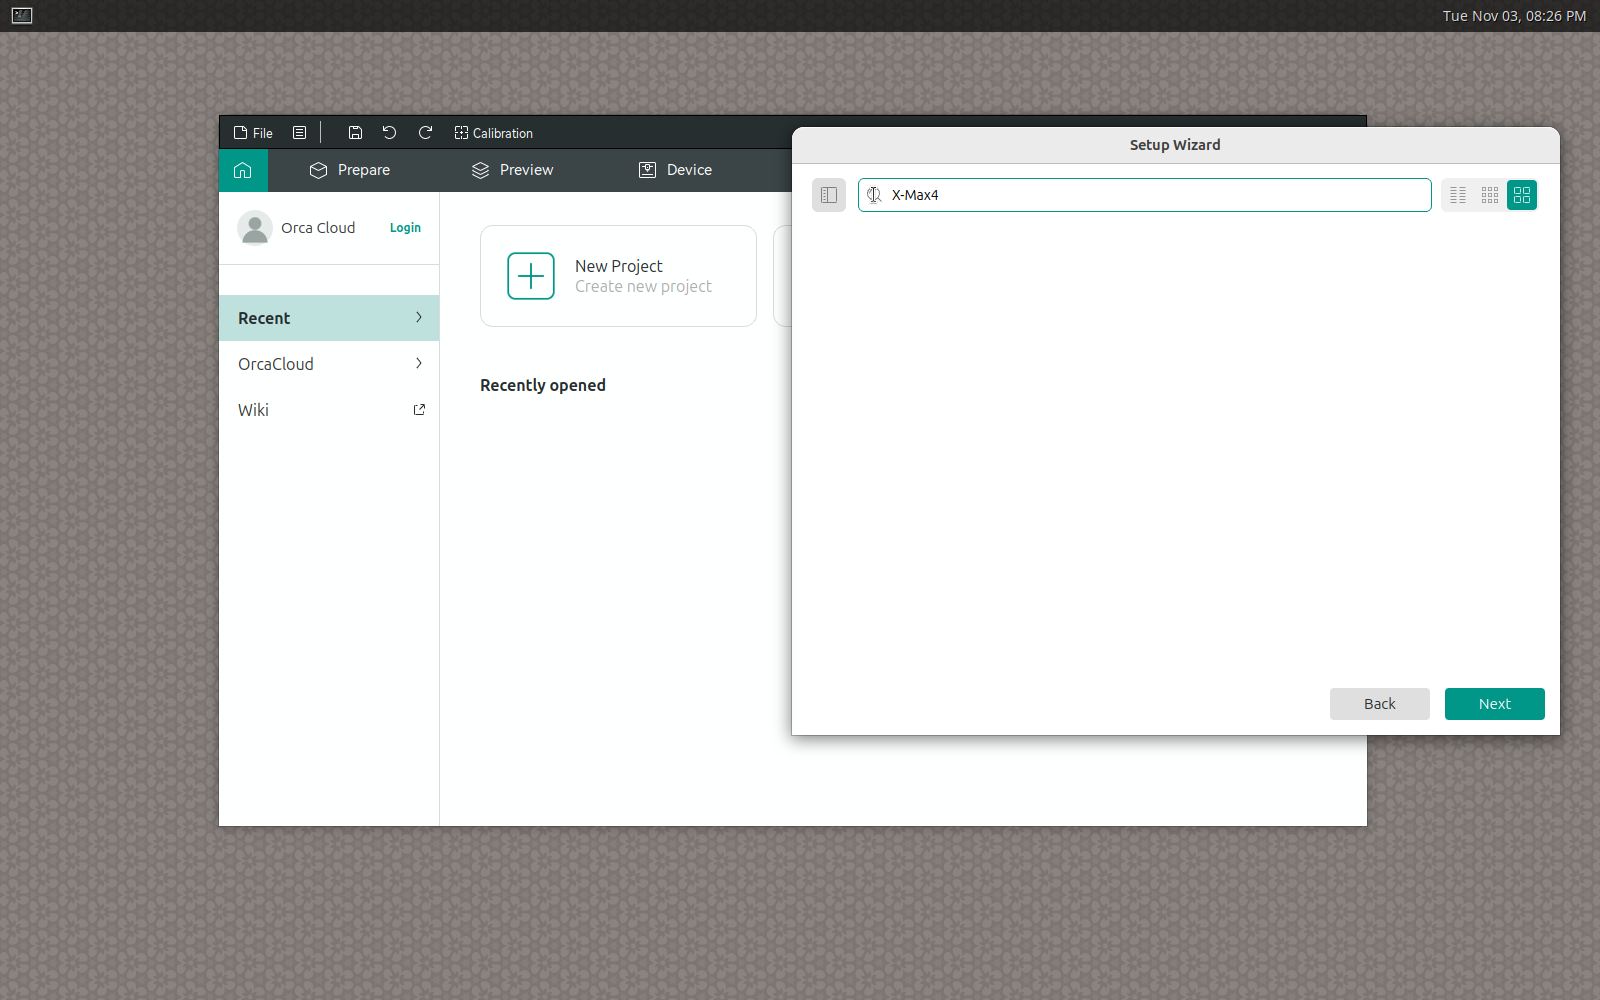 Tue Nov 03, 08:26 PM
File
Calibration
Prepare
Preview
Device
Setup Wizard
X-Max4
Orca Cloud
Login
Recent
OrcaCloud
Wiki
New Project
Create new project
Recently opened
Back
Next